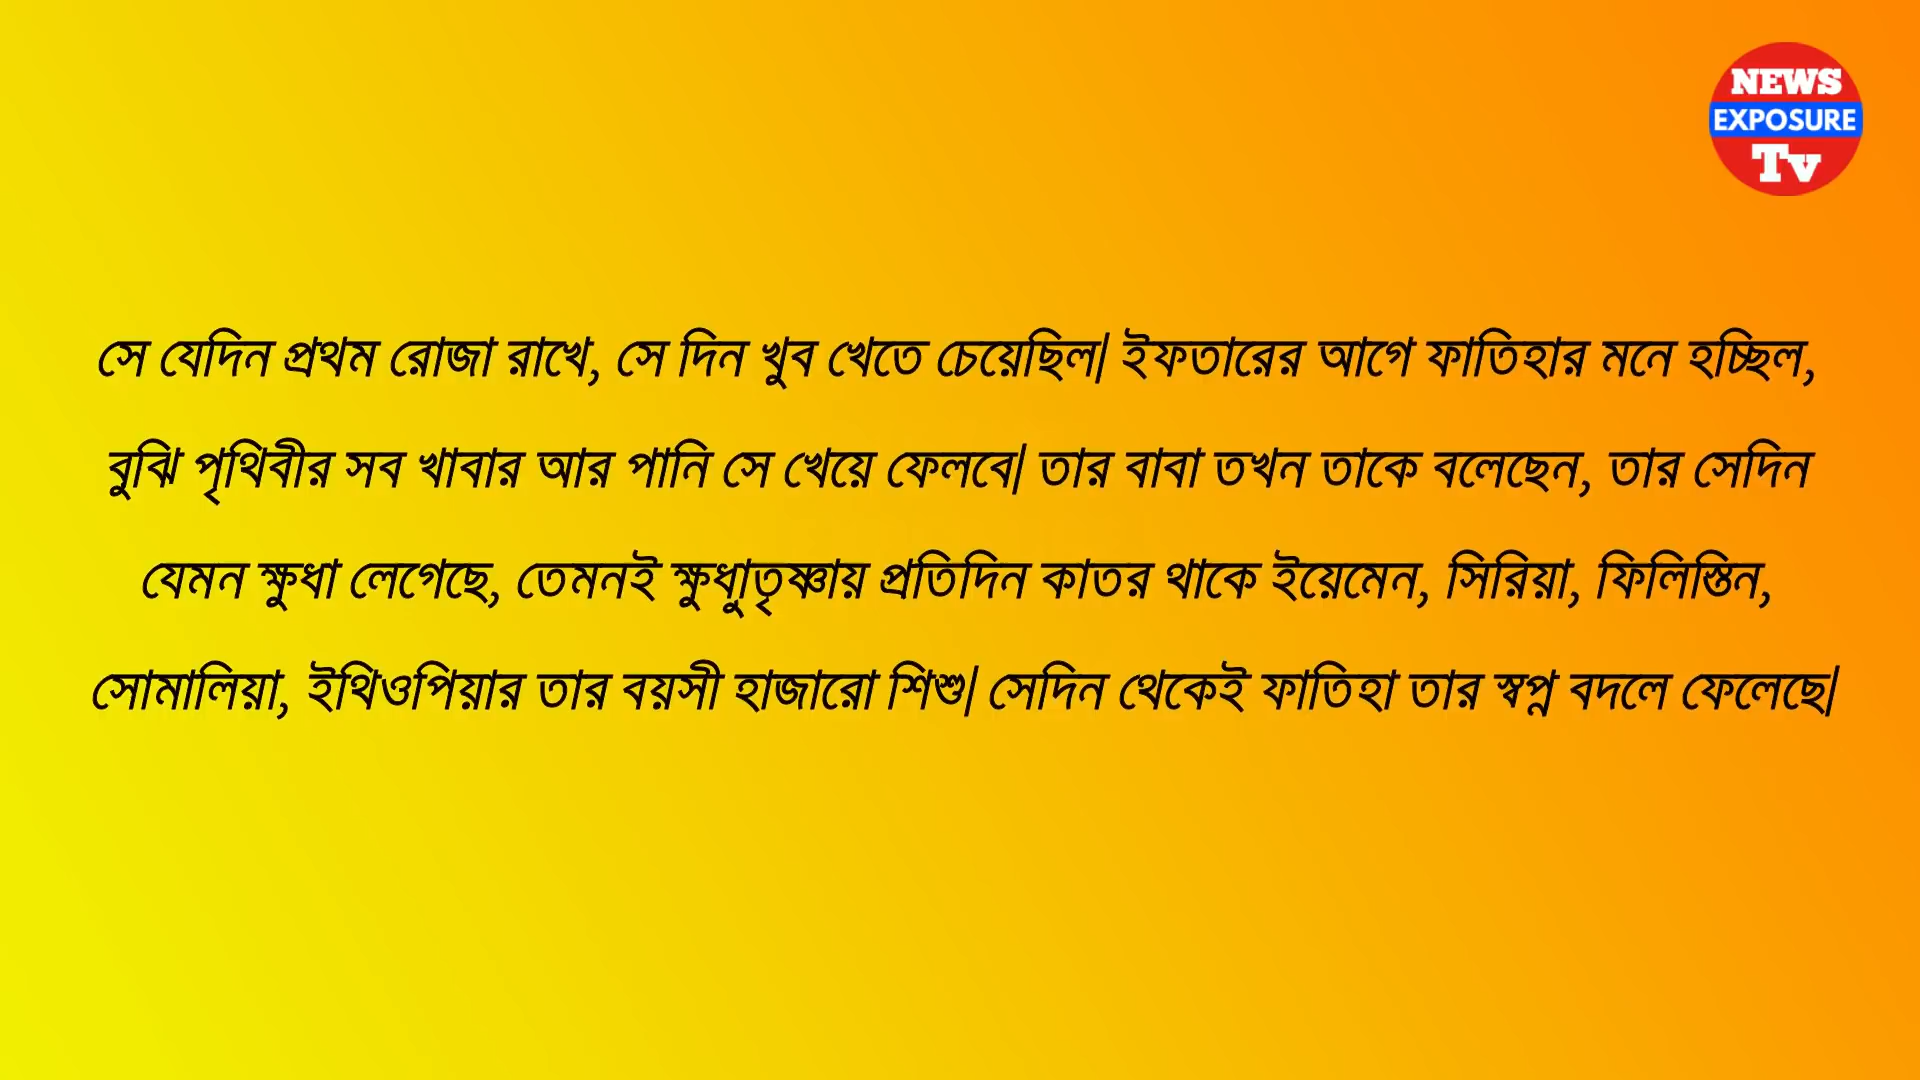 NEWS
EXPOSURE
Tv
সে যেদিন প্রথম রোজা রাখে, সে দিন খুব খেতে চেয়েছিল| ইফতারের আগে ফাতিহার মনে হচ্ছিল,
বুঝি পৃথিবীর সব খাবার আর পানি সে খেয়ে ফেলবে| তার বাবা তখন তাকে বলেছেন, তার সেদিন
যেমন ক্ষুধা লেগেছে, তেমনই ক্ষুধাুতৃষ্ণায় প্রতিদিন কাতর থাকে ইয়েমেন, সিরিয়া, ফিলিস্তিন,
সোমালিয়া, ইথিওপিয়ার তার বয়সী হাজারো শিশু| সেদিন থেকেই ফাতিহা তার স্বপ্ন বদলে ফেলেছে|